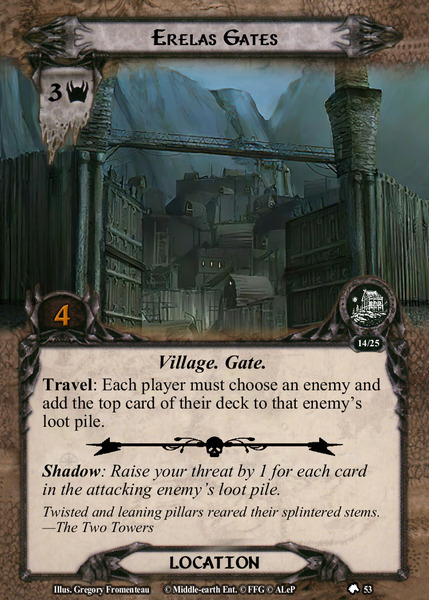 Erelas Gates
3
4
14/25
Village. Gate.
Travel: Each player must choose an enemy and
add the top card of their deck to that enemy’s
loot pile.
Shadow: Raise your threat by 1 for each card
in the attacking enemy’s loot pile.
Twisted and leaning pillars reared their splintered stems.
—The Two Towers
LOCATION
Illus. Gregory Fromenteau © Middle-earth Ent. © FFG © ALeP 53